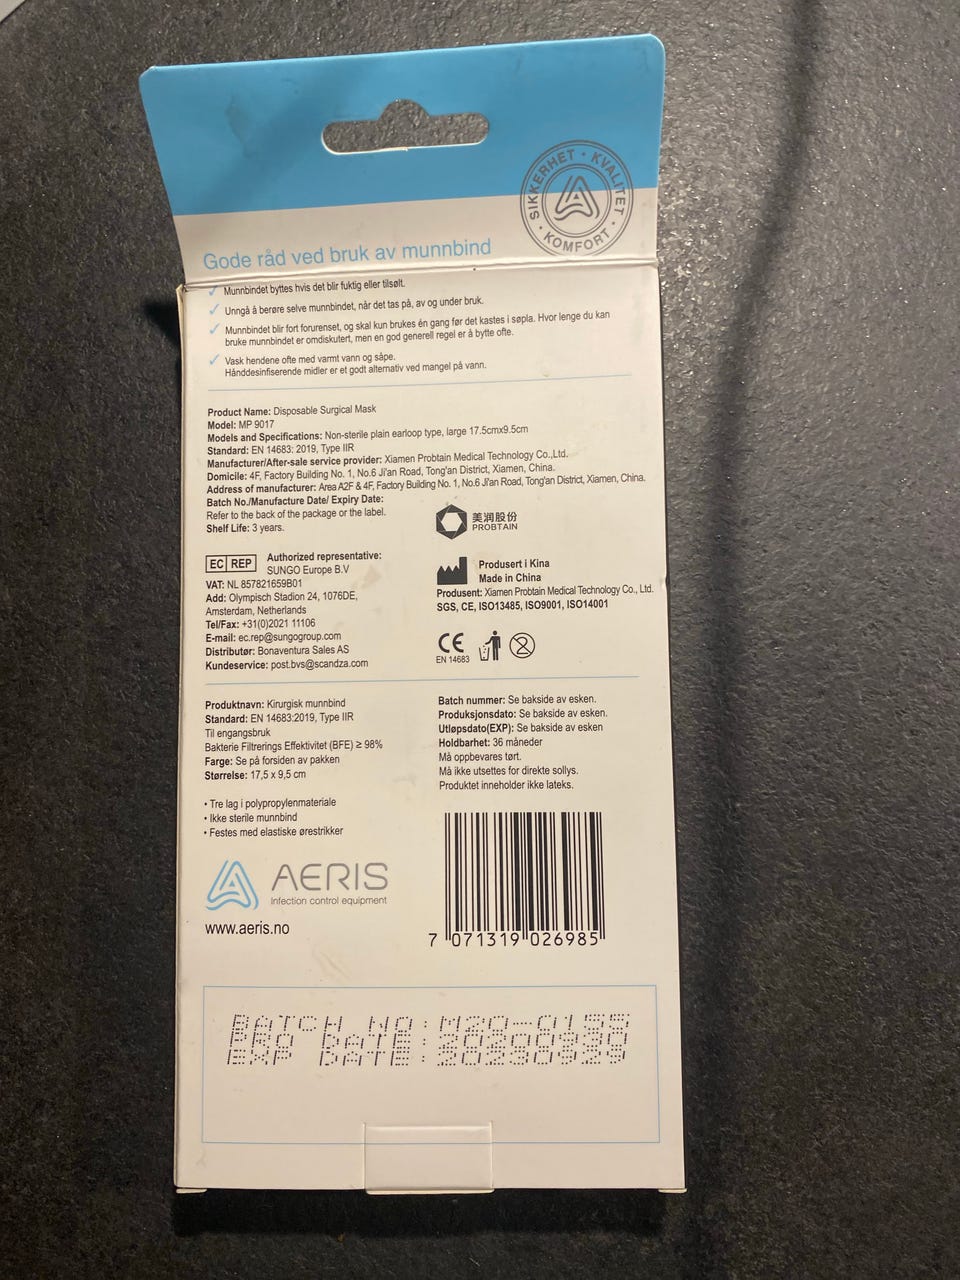 SIKKERHET • KVALITET • KOMFORT •
Gode råd ved bruk av munnbind
✓ Munnbindet byttes hvis det blir fuktig eller tilsølt.
✓ Unngå å berøre selve munnbindet, når det tas på, av og under bruk.
✓ Munnbindet blir fort forurenset, og skal kun brukes én gang før det kastes i søpla. Hvor lenge du kan
bruke munnbindet er omdiskutert, men en god generell regel er å bytte ofte.
✓ Vask hendene ofte med varmt vann og såpe.
Hånddesinfiserende midler er et godt alternativ ved mangel på vann.
Product Name: Disposable Surgical Mask
Model: MP 9017
Models and Specifications: Non-sterile plain earloop type, large 17.5cmx9.5cm
Standard: EN 14683: 2019, Type IIR
Manufacturer/After-sale service provider: Xiamen Probtain Medical Technology Co.,Ltd.
Domicile: 4F, Factory Building No. 1, No.6 Ji'an Road, Tong'an District, Xiamen, China.
Address of manufacturer: Area A2F & 4F, Factory Building No. 1, No.6 Ji'an Road, Tong'an District, Xiamen, China.
Batch No./Manufacture Date/ Expiry Date:
Refer to the back of the package or the label.
Shelf Life: 3 years.
美润股份
PROBTAIN
EC REP
Authorized representative:
SUNGO Europe B.V
VAT: NL 857821659B01
Add: Olympisch Stadion 24, 1076DE,
Amsterdam, Netherlands
Tel/Fax: +31(0)2021 11106
E-mail: ec.rep@sungogroup.com
Distributør: Bonaventura Sales AS
Kundeservice: post.bvs@scandza.com
Produsert i Kina
Made in China
Produsent: Xiamen Probtain Medical Technology Co., Ltd.
SGS, CE, ISO13485, ISO9001, ISO14001
CE
EN 14683
2
Produktnavn: Kirurgisk munnbind
Standard: EN 14683:2019, Type IIR
Til engangsbruk
Bakterie Filtrerings Effektivitet (BFE) ≥ 98%
Farge: Se på forsiden av pakken
Størrelse: 17,5 x 9,5 cm
• Tre lag i polypropylenmateriale
• Ikke sterile munnbind
• Festes med elastiske ørestrikker
Batch nummer: Se bakside av esken.
Produksjonsdato: Se bakside av esken.
Utløpsdato(EXP): Se bakside av esken
Holdbarhet: 36 måneder
Må oppbevares tørt.
Må ikke utsettes for direkte sollys.
Produktet inneholder ikke lateks.
AERIS
Infection control equipment
www.aeris.no
7 071319 026985
BATCH NO:M20-0155
PRO DATE:20200930
EXP DATE:20230929